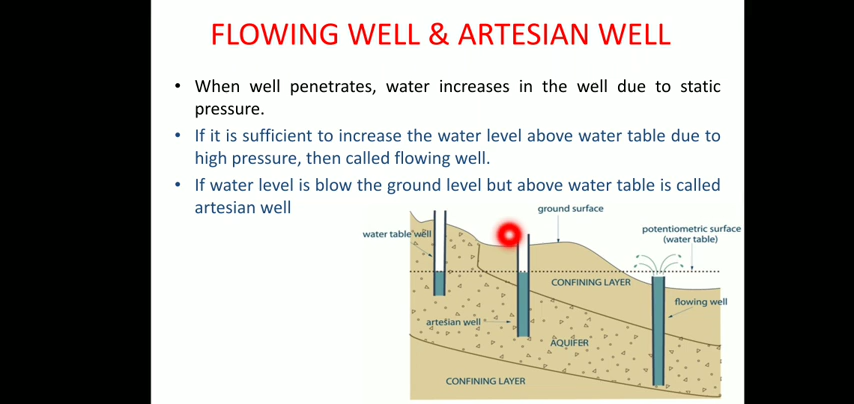 FLOWING WELL & ARTESIAN WELL
• When well penetrates, water increases in the well due to static
pressure.
• If it is sufficient to increase the water level above water table due to
high pressure, then called flowing well.
• If water level is blow the ground level but above water table is called
artesian well
ground surface
water table well
potentiometric surface
(water table)
CONFINING LAYER
flowing well
artesian well
AQUIFER
CONFINING LAYER